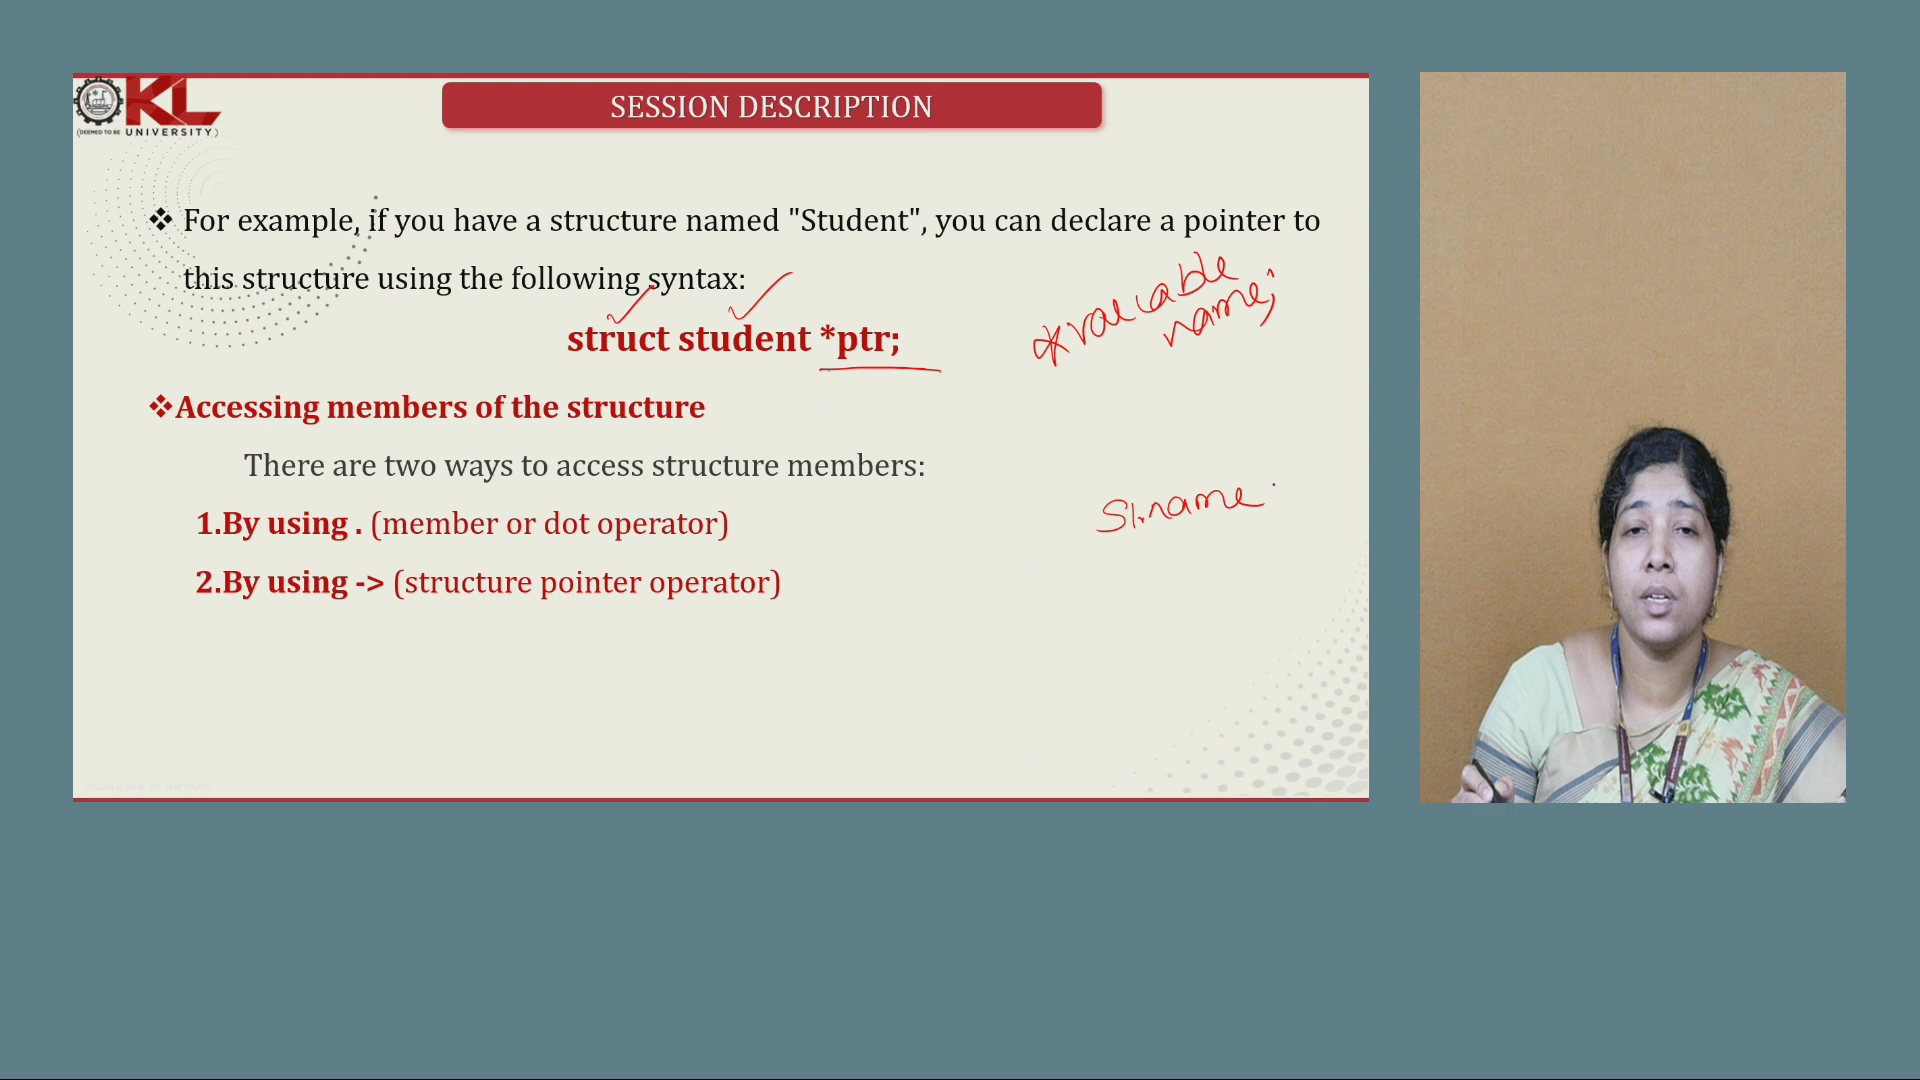 KL
(DEEMED TO BE UNIVERSITY)
SESSION DESCRIPTION
❖ For example, if you have a structure named "Student", you can declare a pointer to
this structure using the following syntax:
struct student *ptr;
*variable
name;
❖Accessing members of the structure
There are two ways to access structure members:
1.By using . (member or dot operator)
S1.name
2.By using -> (structure pointer operator)